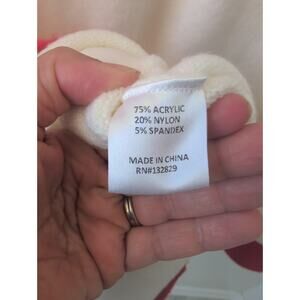 75% ACRYLIC
20% NYLON
5% SPANDEX
MADE IN CHINA
RN#132829